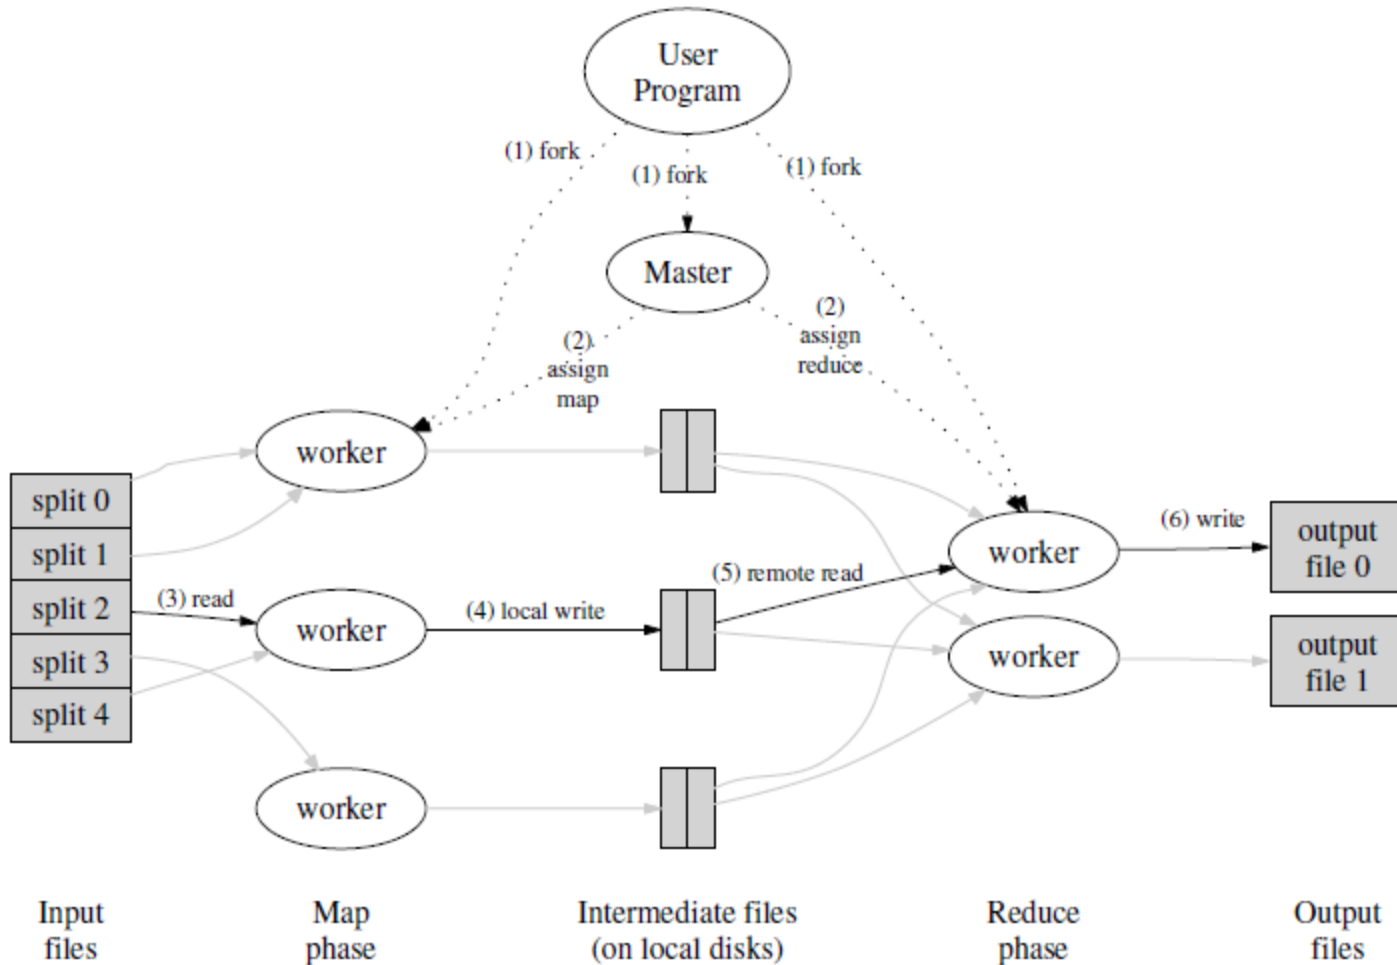 User
Program
(1) fork
(1) fork
(1) fork
Master
(2)
assign
map
(2)
assign
reduce
worker
split 0
split 1
split 2
split 3
split 4
(3) read
worker
(4) local write
worker
(5) remote read
worker
(6) write
output
file 0
worker
output
file 1
Input
files
Map
phase
Intermediate files
(on local disks)
Reduce
phase
Output
files